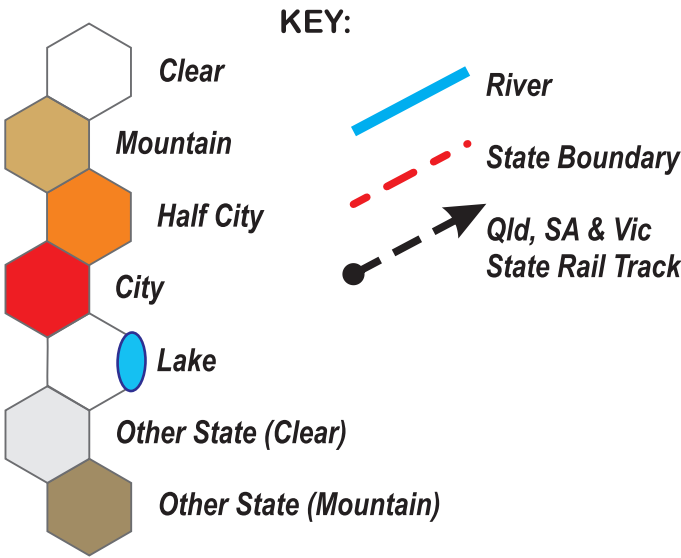 KEY:
Clear
Mountain
Half City
City
Lake
Other State (Clear)
Other State (Mountain)
River
State Boundary
Qld, SA & Vic
State Rail Track